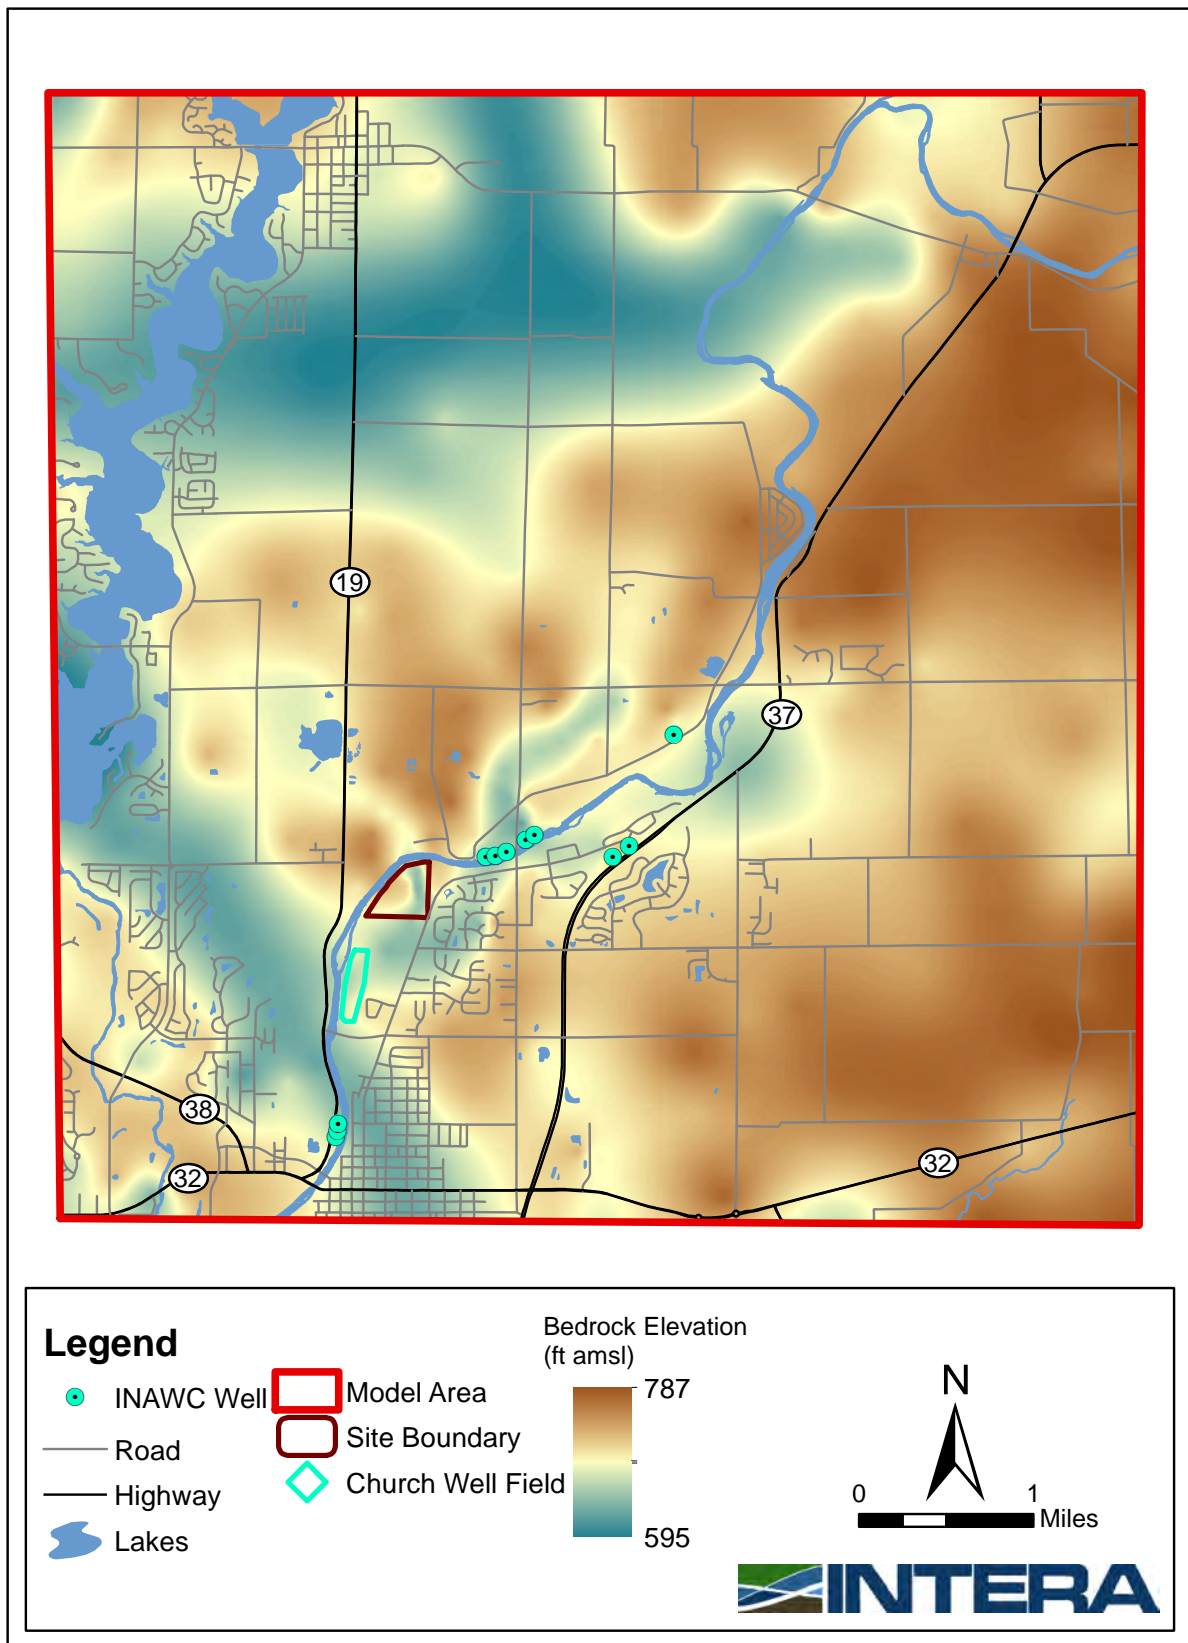 19
37
38
32
32
Legend
INAWC Well
Road
Highway
Lakes
Model Area
Site Boundary
Church Well Field
Bedrock Elevation
(ft amsl)
787
595
N
0 1
Miles
INTERA